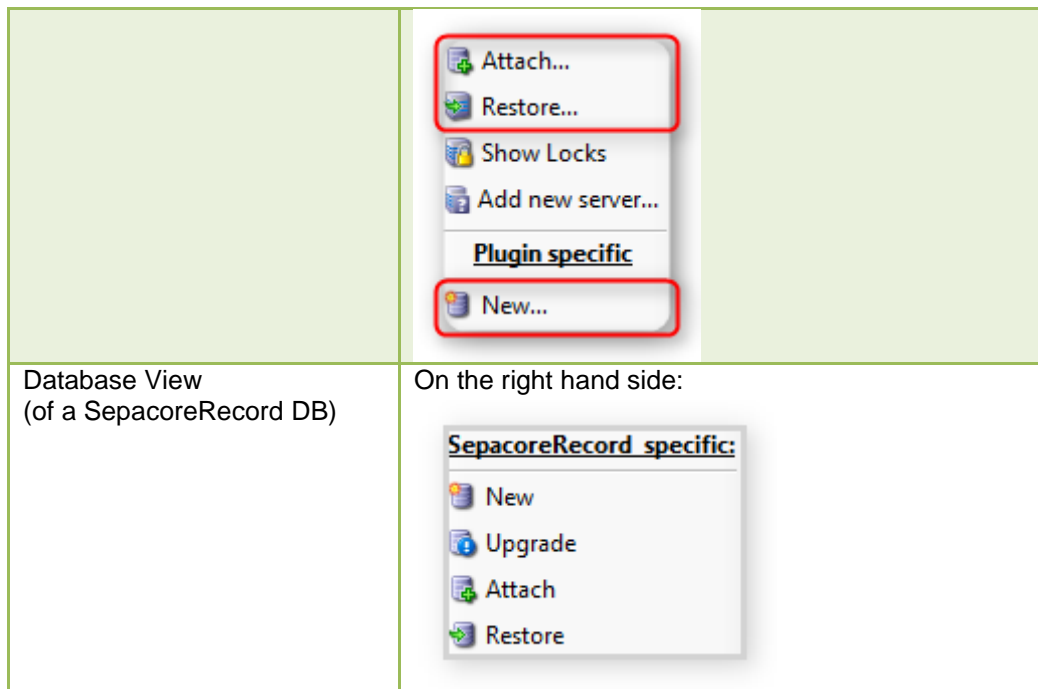 Attach...
Restore...
Show Locks
Add new server...
Plugin specific
New...
Database View
(of a SepacoreRecord DB)
On the right hand side:
SepacoreRecord specific:
New
Upgrade
Attach
Restore